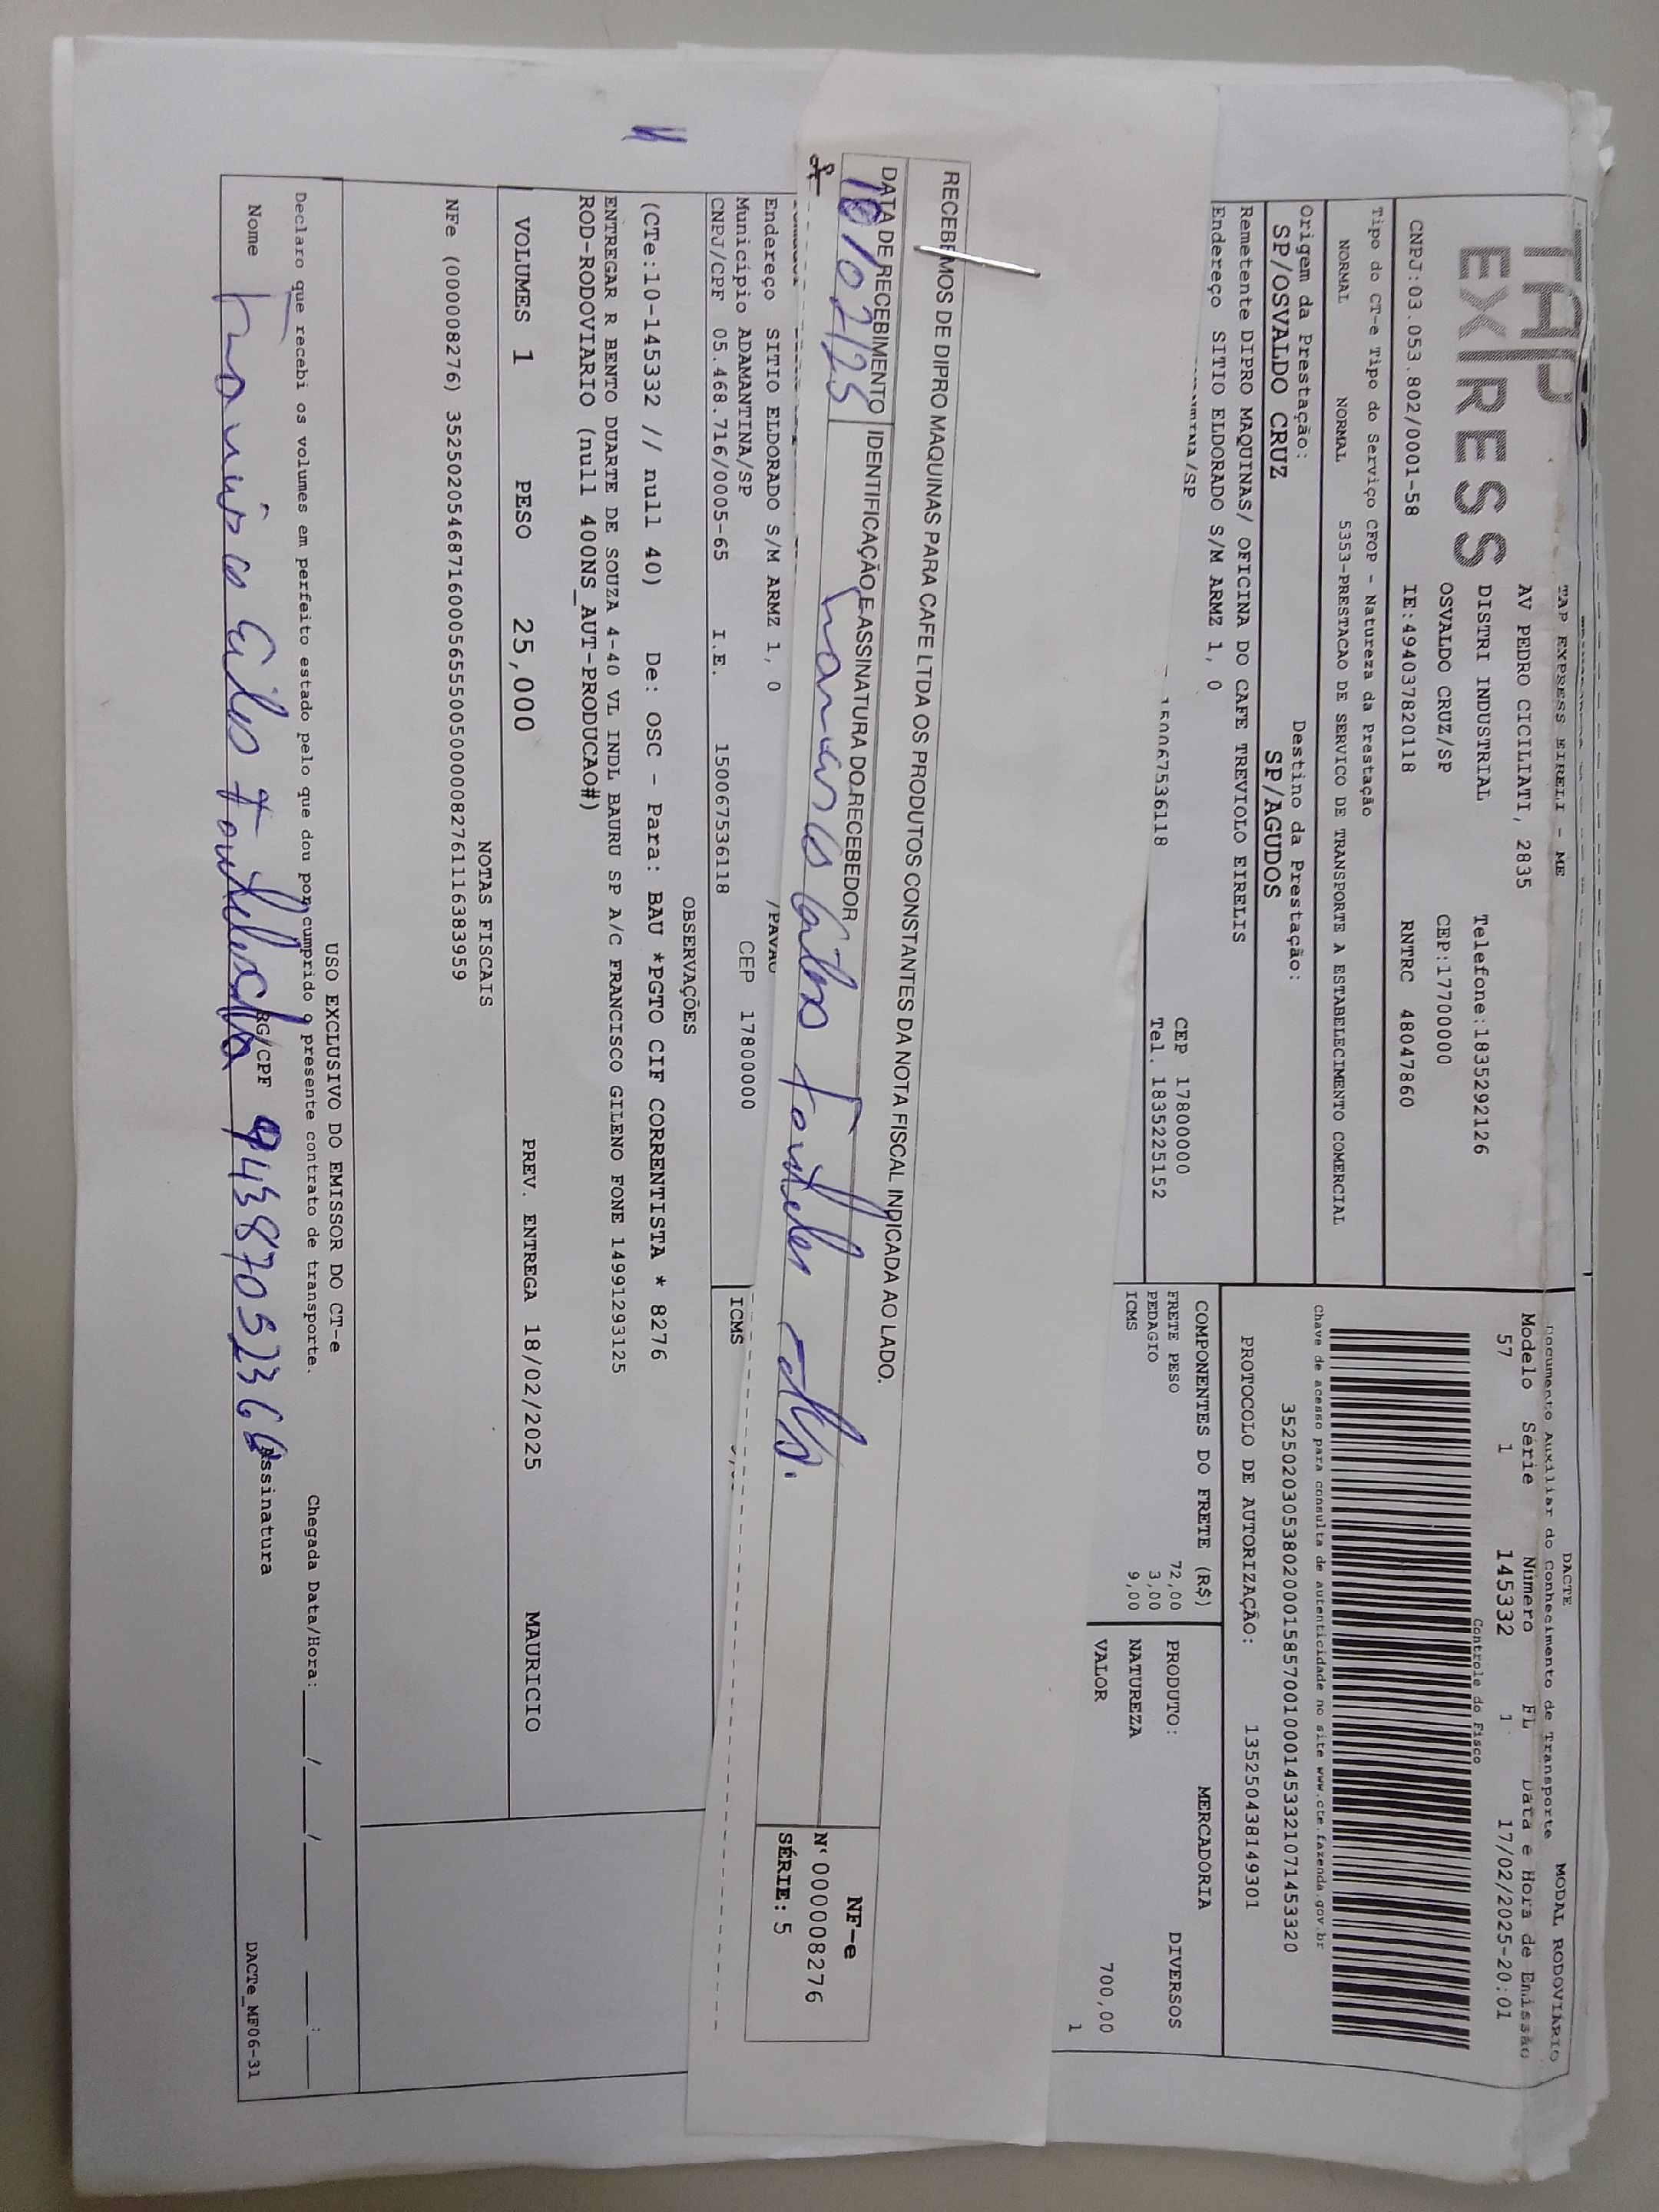 TAP EXPRESS
TAP EXPRESS EIRELI - ME
AV PEDRO CICILIATI, 2835
DISTRI INDUSTRIAL Telefone:1835292126
OSVALDO CRUZ/SP CEP:17700000
CNPJ:03.053.802/0001-58 IE:494037820118 RNTRC 48047860
DACTE MODAL RODOVIÁRIO
Documento Auxiliar do Conhecimento de Transporte
Modelo Série Número FL Data e Hora de Emissão
57 1 145332 1 17/02/2025-20:01
Controle do Fisco
Chave de acesso para consulta de autenticidade no site www.cte.fazenda.gov.br
35250203053802000158570010001453321071453320
PROTOCOLO DE AUTORIZAÇÃO: 135250438149301
Tipo do CT-e Tipo do Serviço CFOP - Natureza da Prestação
NORMAL NORMAL 5353-PRESTACAO DE SERVICO DE TRANSPORTE A ESTABELECIMENTO COMERCIAL
Origem da Prestação: Destino da Prestação:
SP/OSVALDO CRUZ SP/AGUDOS
Remetente DIPRO MAQUINAS/ OFICINA DO CAFE TREVIOLO EIRELIS
Endereço SITIO ELDORADO S/M ARMZ 1, 0
/SP CEP 17800000
150067536118 Tel. 1835225152
COMPONENTES DO FRETE (R$)
FRETE PESO 72,00
PEDAGIO 3,00
ICMS 9,00
MERCADORIA
PRODUTO: DIVERSOS
NATUREZA
VALOR 700,00
1
RECEBEMOS DE DIPRO MAQUINAS PARA CAFE LTDA OS PRODUTOS CONSTANTES DA NOTA FISCAL INDICADA AO LADO.
DATA DE RECEBIMENTO IDENTIFICAÇÃO E ASSINATURA DO RECEBEDOR
NF-e
Nº 000008276
SÉRIE: 5
Endereço SITIO ELDORADO S/M ARMZ 1, 0
Município ADAMANTINA/SP CEP 17800000
CNPJ/CPF 05.468.716/0005-65 I.E. 150067536118
ICMS
OBSERVAÇÕES
(CTe:10-145332 // null 40) De: OSC - Para: BAU *PGTO CIF CORRENTISTA * 8276
ENTREGAR R BENTO DUARTE DE SOUZA 4-40 VL INDL BAURU SP A/C FRANCISCO GILENO FONE 14991293125
ROD-RODOVIARIO (null 400NS_AUT-PRODUCAO#)
VOLUMES 1 PESO 25,000 PREV. ENTREGA 18/02/2025 MAURICIO
NOTAS FISCAIS
NFe (000008276) 35250205468716000565550050000082761116383959
USO EXCLUSIVO DO EMISSOR DO CT-e
Declaro que recebi os volumes em perfeito estado pelo que dou por cumprido o presente contrato de transporte. Chegada Data/Hora:____/____/____ ____:____
Nome RG/CPF Assinatura
DACTe_MF06-31